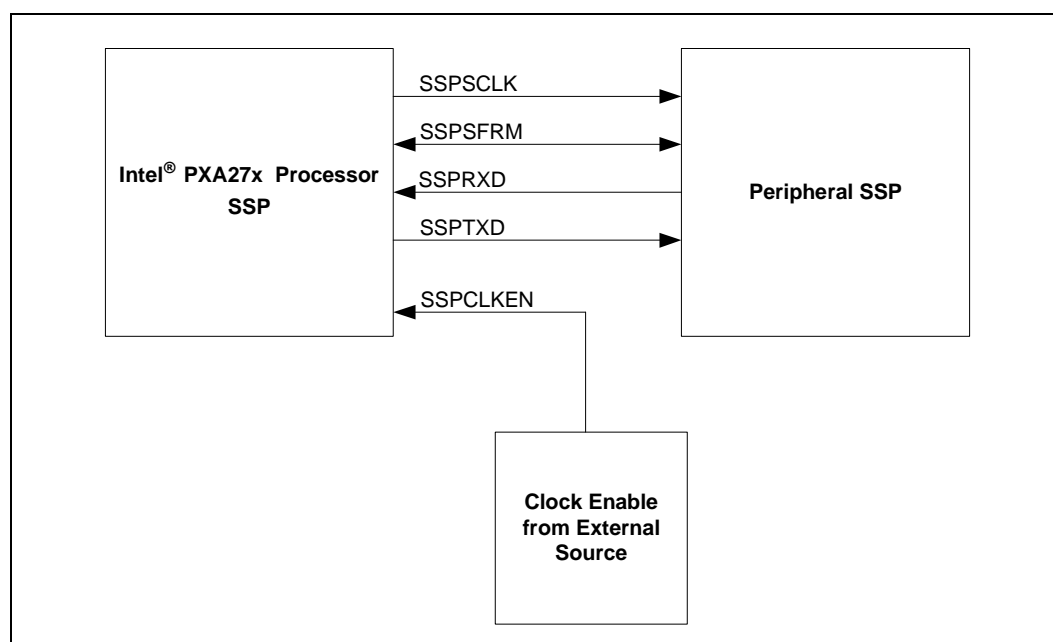 SSPSCLK
SSPSFRM
Intel® PXA27x Processor
SSP
SSPRXD
Peripheral SSP
SSPTXD
SSPCLKEN
Clock Enable
from External
Source